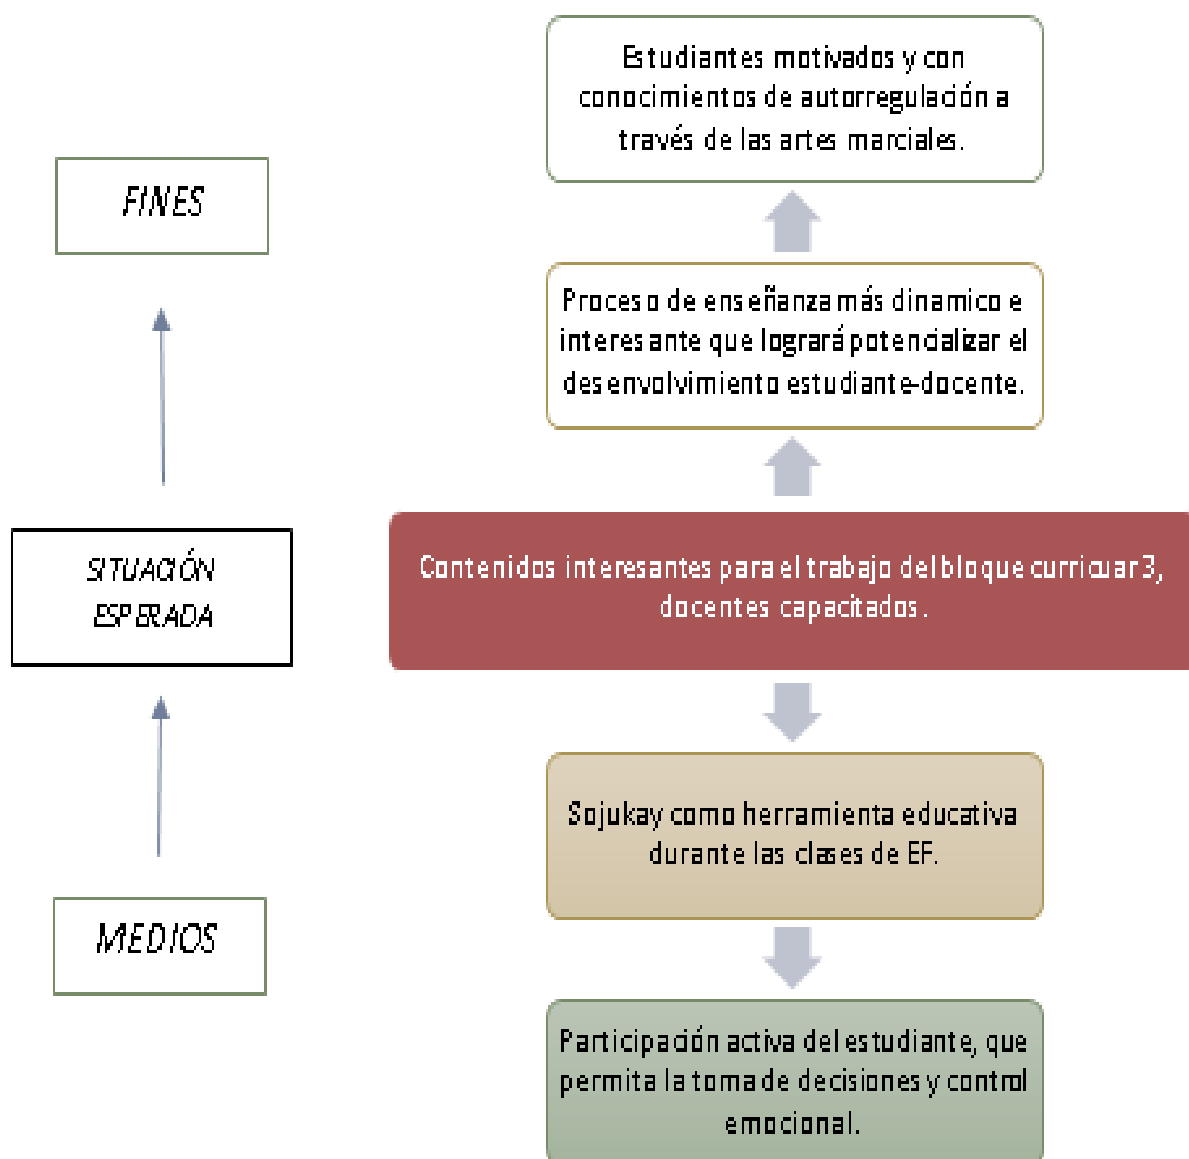 Estudiantes motivados y con
conocimientos de autorregulación a
través de las artes marciales.
FINES
Proceso de enseñanza más dinamico e
interesante que logrará potencializar el
desenvolvimiento estudiante-docente.
SITUACIÓN
ESPERADA
Contenidos interesantes para el trabajo del bloque curricuar 3,
docentes capacitados.
Sojukay como herramienta educativa
durante las clases de EF.
MEDIOS
Participación activa del estudiante, que
permita la toma de decisiones y control
emocional.